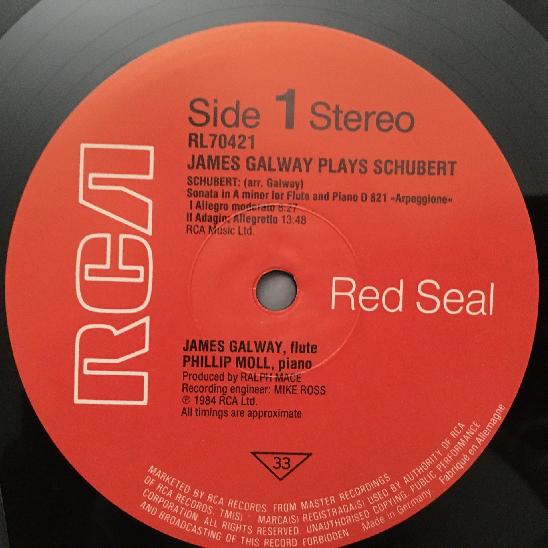 Side 1 Stereo
RL70421
JAMES GALWAY PLAYS SCHUBERT
SCHUBERT: (arr. Galway)
Sonata in A minor for Flute and Piano D 821 «Arpeggione»
I Allegro moderato 8:27
II Adagio; Allegretto 13:48
RCA Music Ltd.
RCA
Red Seal
JAMES GALWAY, flute
PHILLIP MOLL, piano
Produced by RALPH MACE
Recording engineer: MIKE ROSS
℗ 1984 RCA Ltd.
All timings are approximate
33
MARKETED BY RCA RECORDS, FROM MASTER RECORDINGS
OF RCA RECORDS. TM(S) - MARCA(S) REGISTRADA(S) USED BY AUTHORITY OF RCA
CORPORATION. ALL RIGHTS RESERVED. UNAUTHORISED COPYING, PUBLIC PERFORMANCE
AND BROADCASTING OF THIS RECORD FORBIDDEN. Made in Germany Fabriqué en Allemagne